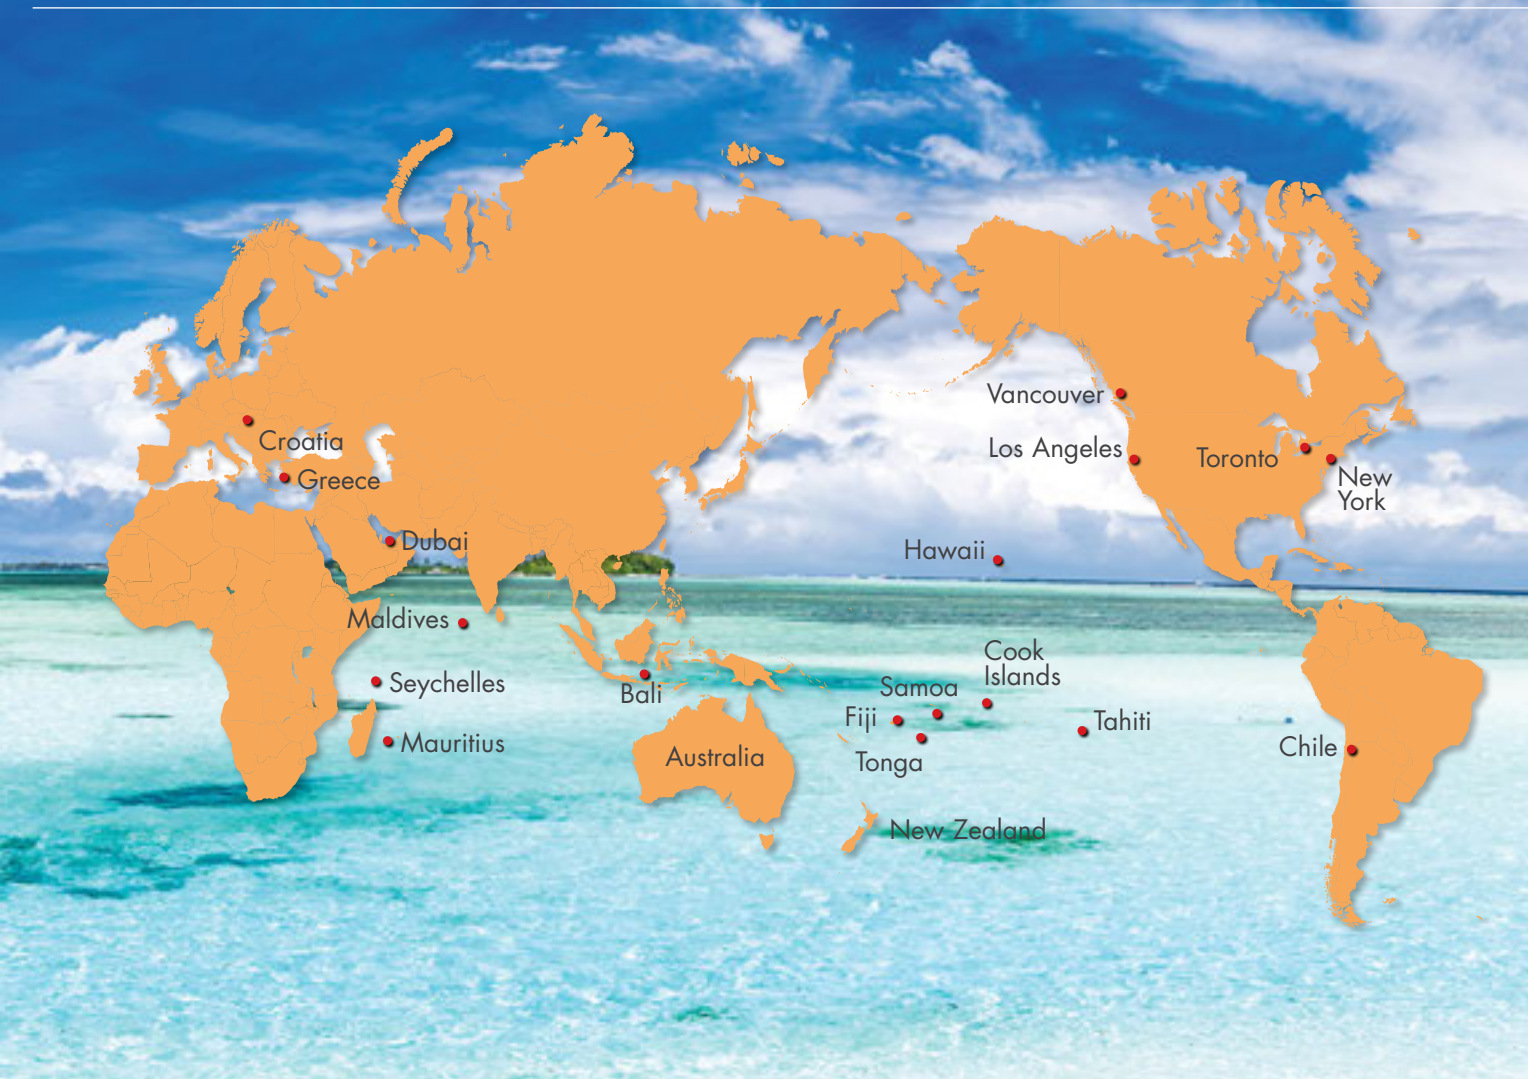 Vancouver
Croatia
Los Angeles
Toronto
Greece
New
York
Dubai
Hawaii
Maldives
Cook
Islands
Seychelles
Samoa
Bali
Fiji
Tahiti
Mauritius
Chile
Australia
Tonga
New Zealand